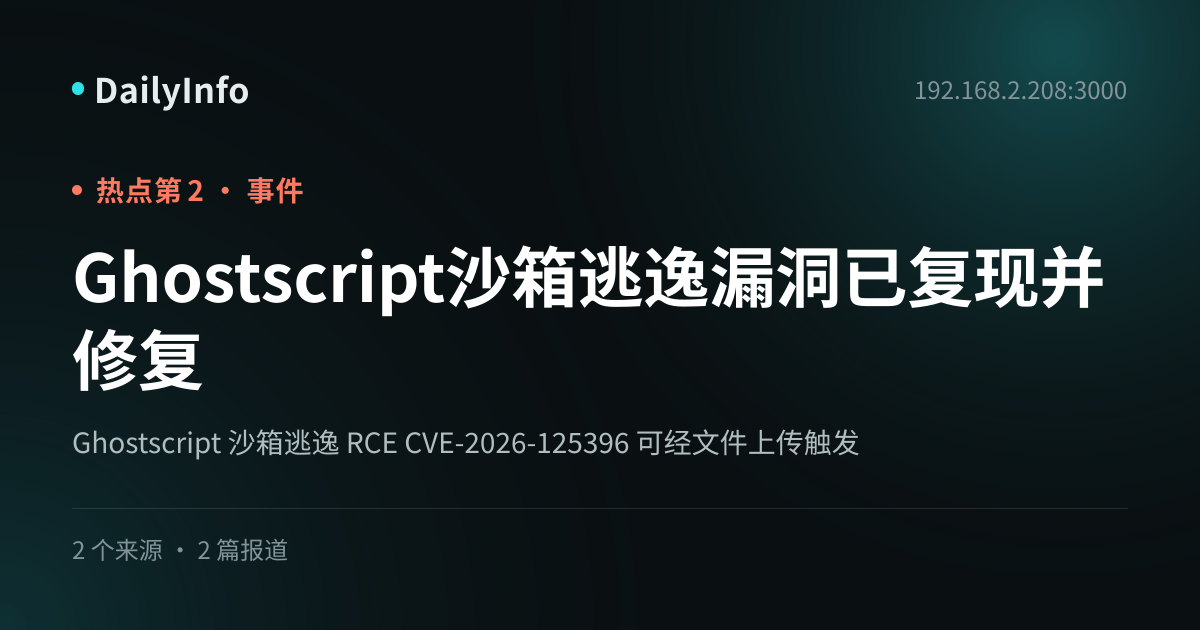 DailyInfo
192.168.2.208:3000
热点第 2 · 事件
Ghostscript沙箱逃逸漏洞已复现并
修复
Ghostscript 沙箱逃逸 RCE CVE-2026-125396 可经文件上传触发
2 个来源 · 2 篇报道